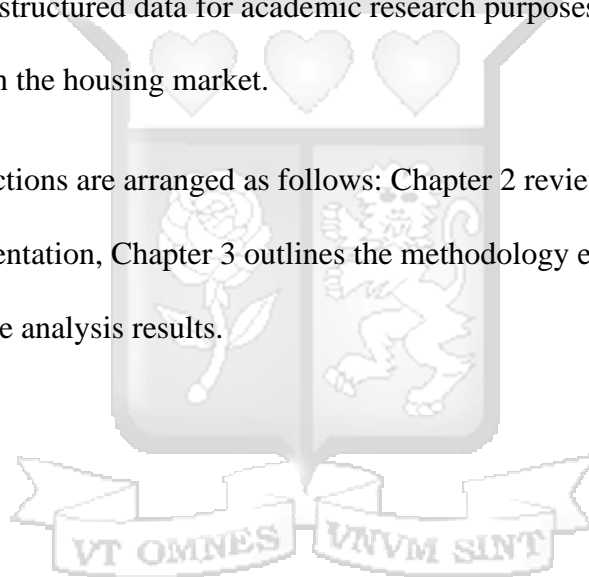 structured data for academic research purposes
n the housing market.
ctions are arranged as follows: Chapter 2 revie
entation, Chapter 3 outlines the methodology e
e analysis results.
VT OMNES VNVM SINT